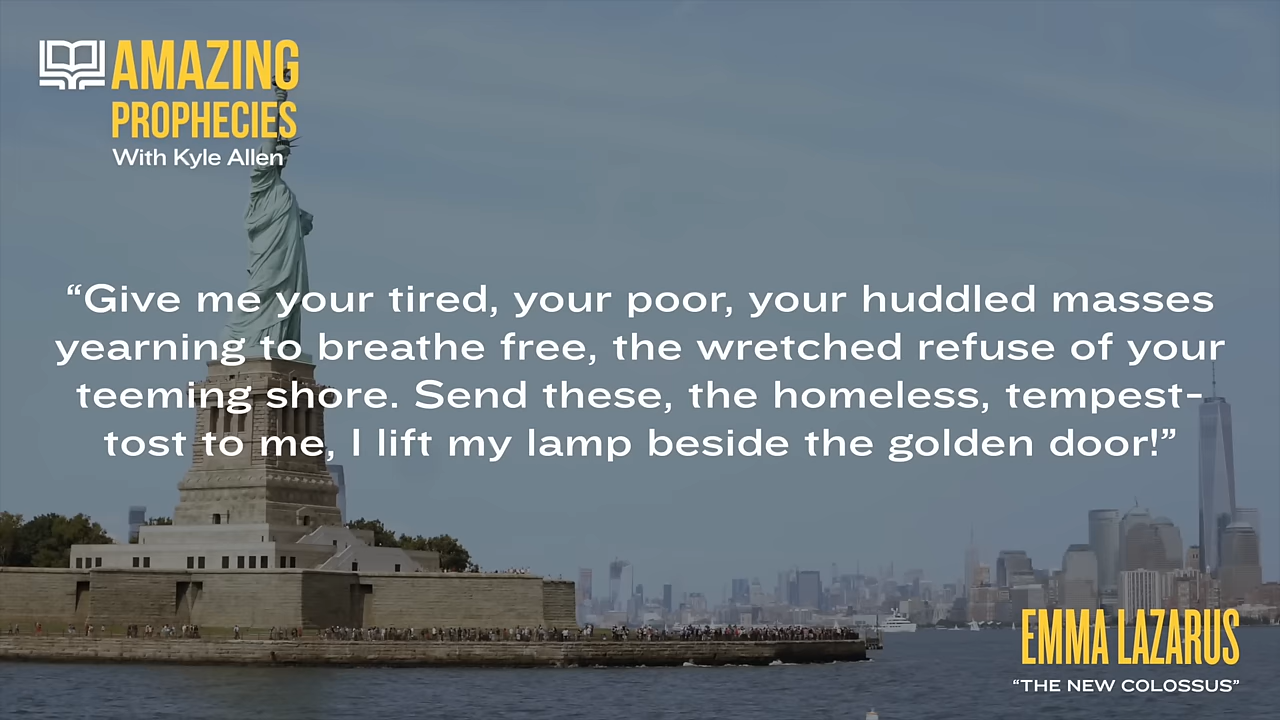 AMAZING
PROPHECIES
With Kyle Allen
“Give me your tired, your poor, your huddled masses
yearning to breathe free, the wretched refuse of your
teeming shore. Send these, the homeless, tempest-
tost to me, I lift my lamp beside the golden door!”
EMMA LAZARUS
“THE NEW COLOSSUS”